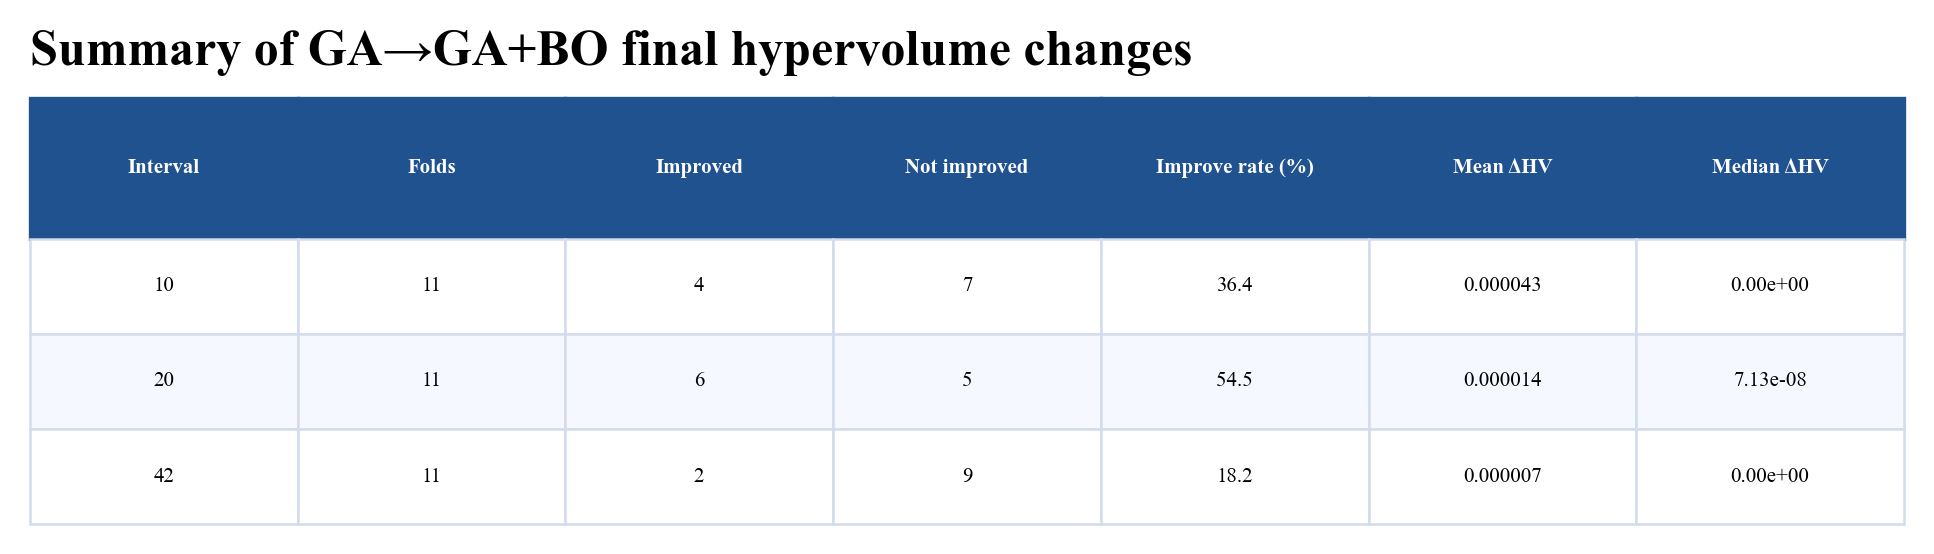 Summary of GA→GA+BO final hypervolume changes
Interval Folds Improved Not improved Improve rate (%) Mean ΔHV Median ΔHV
10 11 4 7 36.4 0.000043 0.00e+00
20 11 6 5 54.5 0.000014 7.13e-08
42 11 2 9 18.2 0.000007 0.00e+00